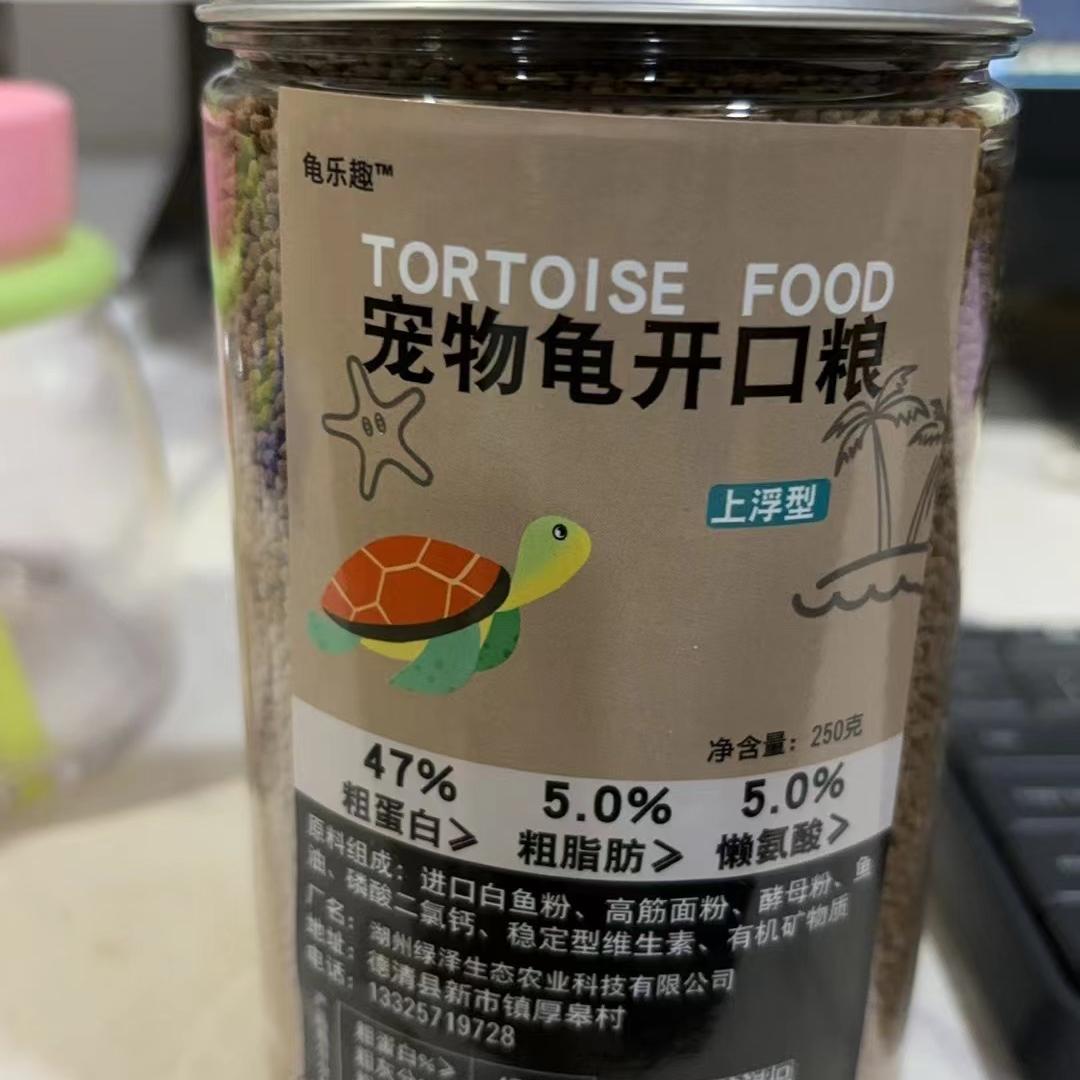 龟乐趣™
TORTOISE FOOD
宠物龟开口粮
上浮型
净含量：250克
47% 5.0% 5.0%
粗蛋白≥ 粗脂肪≥ 懒氨酸≥
原料组成：进口白鱼粉、高筋面粉、酵母粉、鱼
油、磷酸二氯钙、稳定型维生素、有机矿物质
厂名：湖州绿泽生态农业科技有限公司
地址：德清县新市镇厚皋村
电话：13325719728
粗蛋白%≥